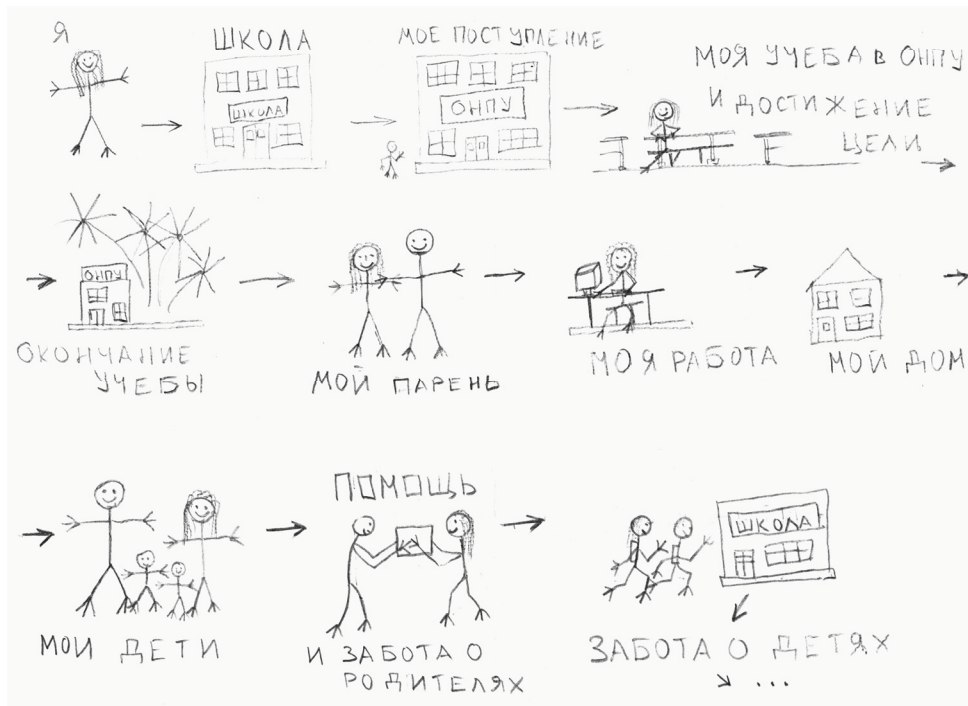 Я
ШКОЛА
ШКОЛА
МОЕ ПОСТУПЛЕНИЕ
ОНПУ
МОЯ УЧЕБА В ОНПУ
И ДОСТИЖЕНИЕ
ЦЕЛИ
ОНПУ
ОКОНЧАНИЕ
УЧЕБЫ
МОЙ ПАРЕНЬ
МОЯ РАБОТА
МОЙ ДОМ
МОИ ДЕТИ
ПОМОЩЬ
И ЗАБОТА О
РОДИТЕЛЯХ
ШКОЛА
ЗАБОТА О ДЕТЯХ
...